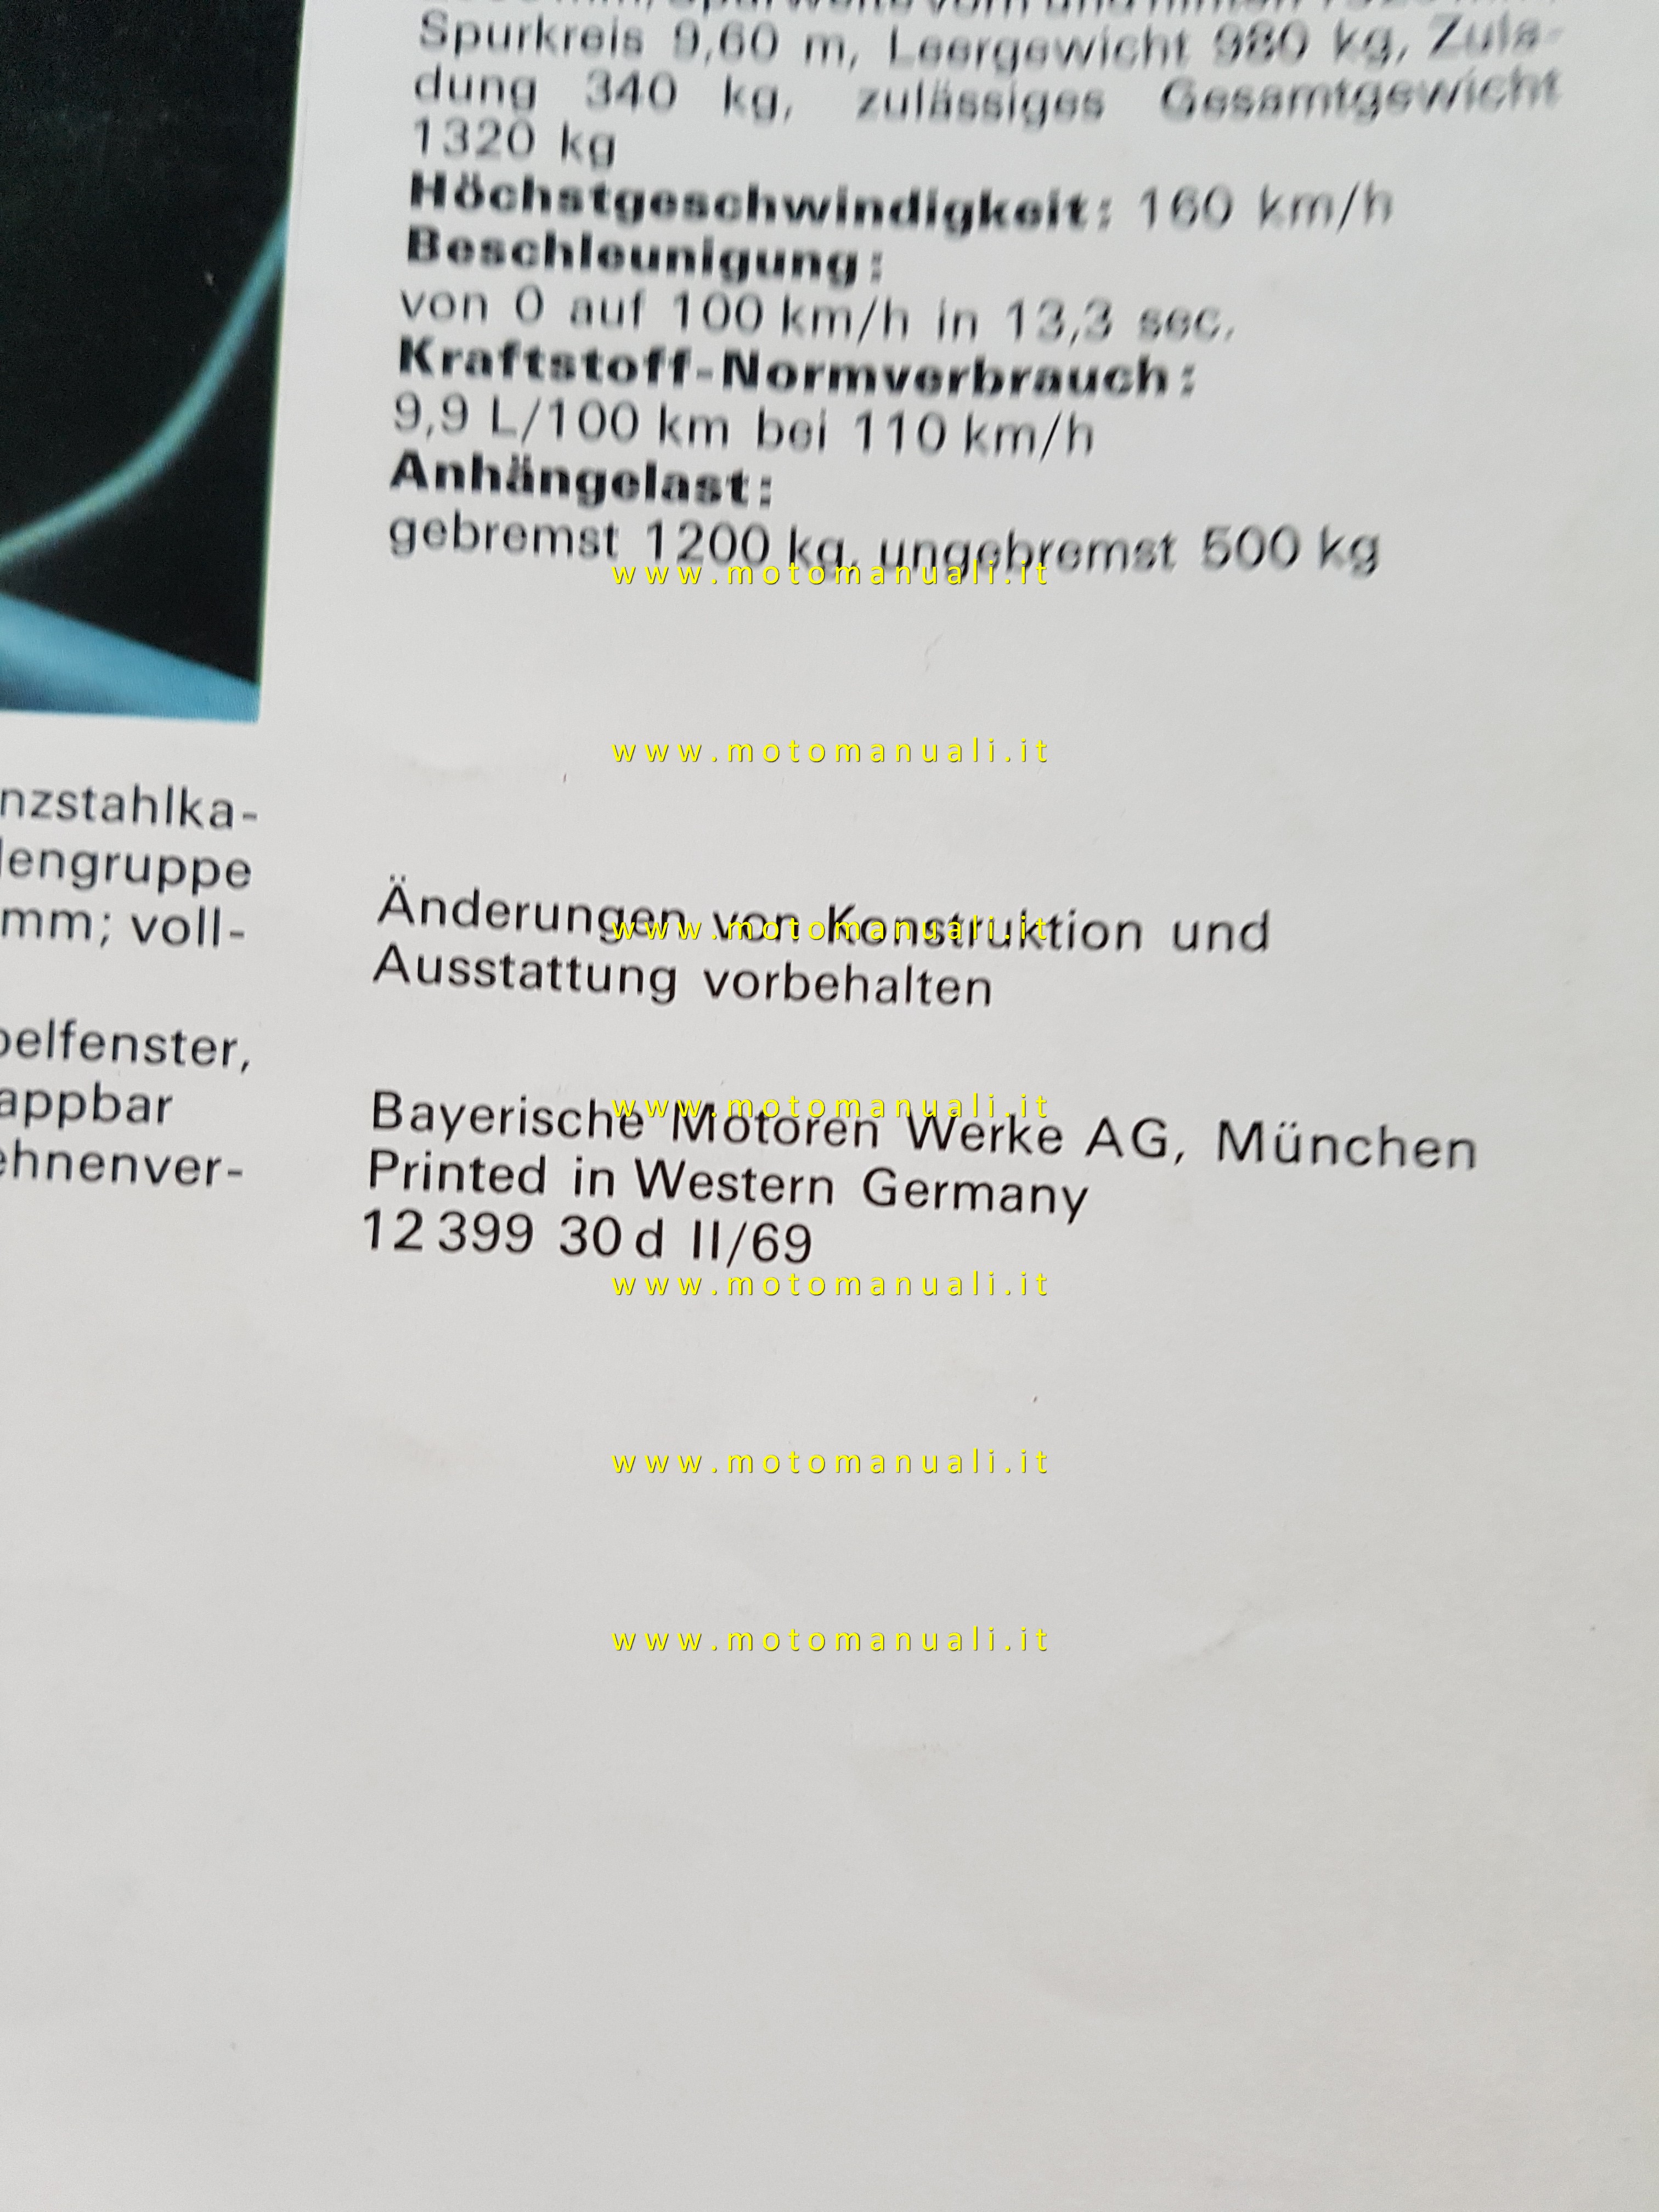 Spurkreis 9,60 m, Leergewicht 980 kg, Zula-
dung 340 kg, zulässiges Gesamtgewicht
1320 kg
Höchstgeschwindigkeit: 160 km/h
Beschleunigung:
von 0 auf 100 km/h in 13,3 sec.
Kraftstoff-Normverbrauch:
9,9 L/100 km bei 110 km/h
Anhängelast:
gebremst 1200 kg, ungebremst 500 kg
www.motomanuali.it
www.motomanuali.it
nzstahlka-
lengruppe
mm; voll-
elfenster,
appbar
ehnenver-
Änderungen von Konstruktion und
www.motomanuali.it
Ausstattung vorbehalten
www.motomanuali.it
Bayerische Motoren Werke AG, München
Printed in Western Germany
12 399 30 d II/69
www.motomanuali.it
www.motomanuali.it
www.motomanuali.it